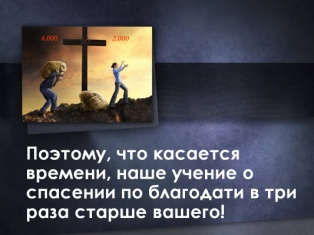 4.000 2.000
Поэтому, что касается
времени, наше учение о
спасении по благодати в три
раза старше вашего!